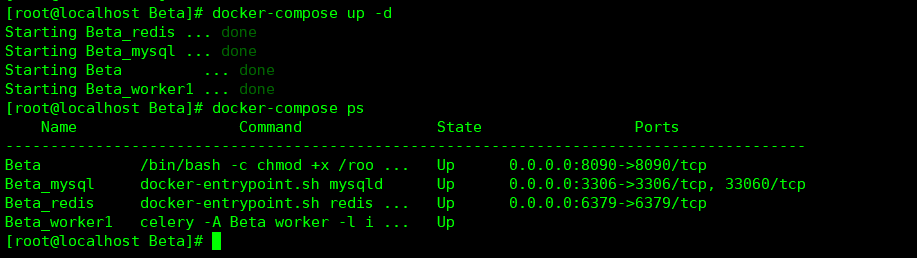 [root@localhost Beta]# docker-compose up -d
Starting Beta_redis ... done
Starting Beta_mysql ... done
Starting Beta         ... done
Starting Beta_worker1 ... done
[root@localhost Beta]# docker-compose ps
    Name                  Command               State                 Ports
-----------------------------------------------------------------------------------------
Beta           /bin/bash -c chmod +x /roo ...   Up      0.0.0.0:8090->8090/tcp
Beta_mysql     docker-entrypoint.sh mysqld      Up      0.0.0.0:3306->3306/tcp, 33060/tcp
Beta_redis     docker-entrypoint.sh redis ...   Up      0.0.0.0:6379->6379/tcp
Beta_worker1   celery -A Beta worker -l i ...   Up
[root@localhost Beta]#